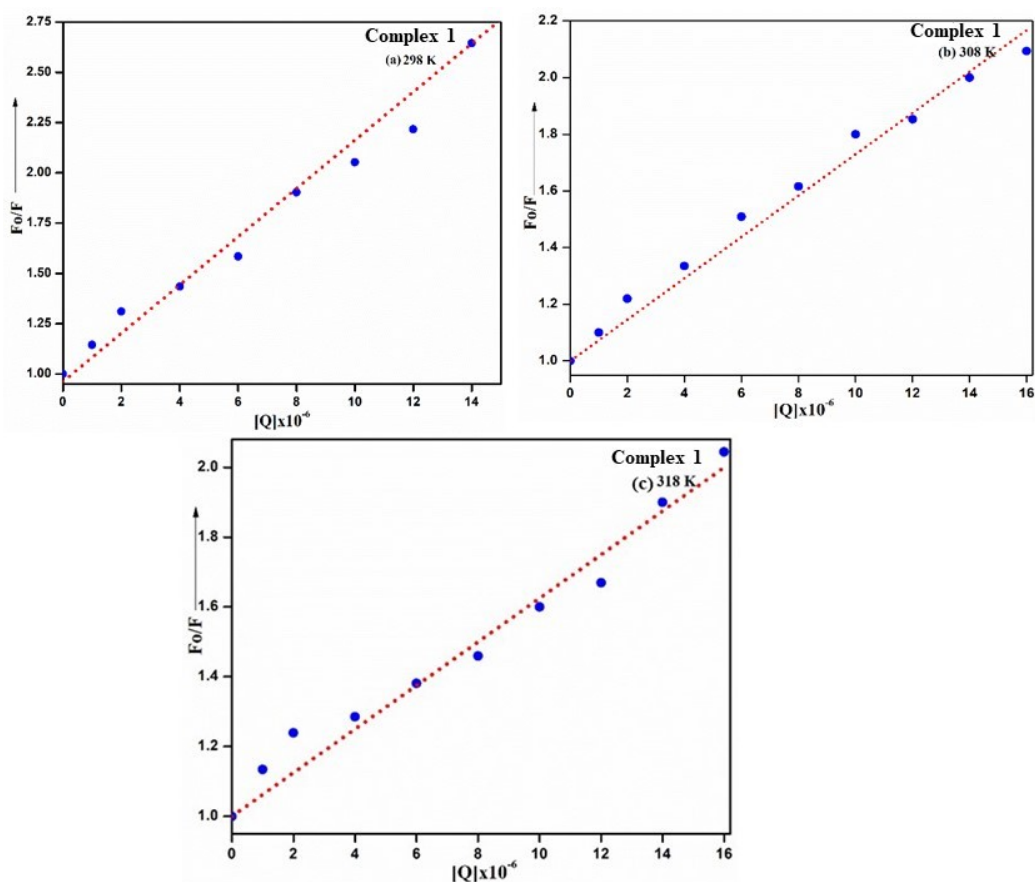 2.75
2.50
2.25
2.00
1.75
1.50
1.25
1.00
Fo/F
Complex 1
(a) 298 K
0 2 4 6 8 10 12 14
[Q]x10⁻⁶
2.2
2.0
1.8
1.6
1.4
1.2
1.0
Fo/F
Complex 1
(b) 308 K
0 2 4 6 8 10 12 14 16
[Q]x10⁻⁶
2.0
1.8
1.6
1.4
1.2
1.0
Fo/F
Complex 1
(c) 318 K
0 2 4 6 8 10 12 14 16
[Q]x10⁻⁶